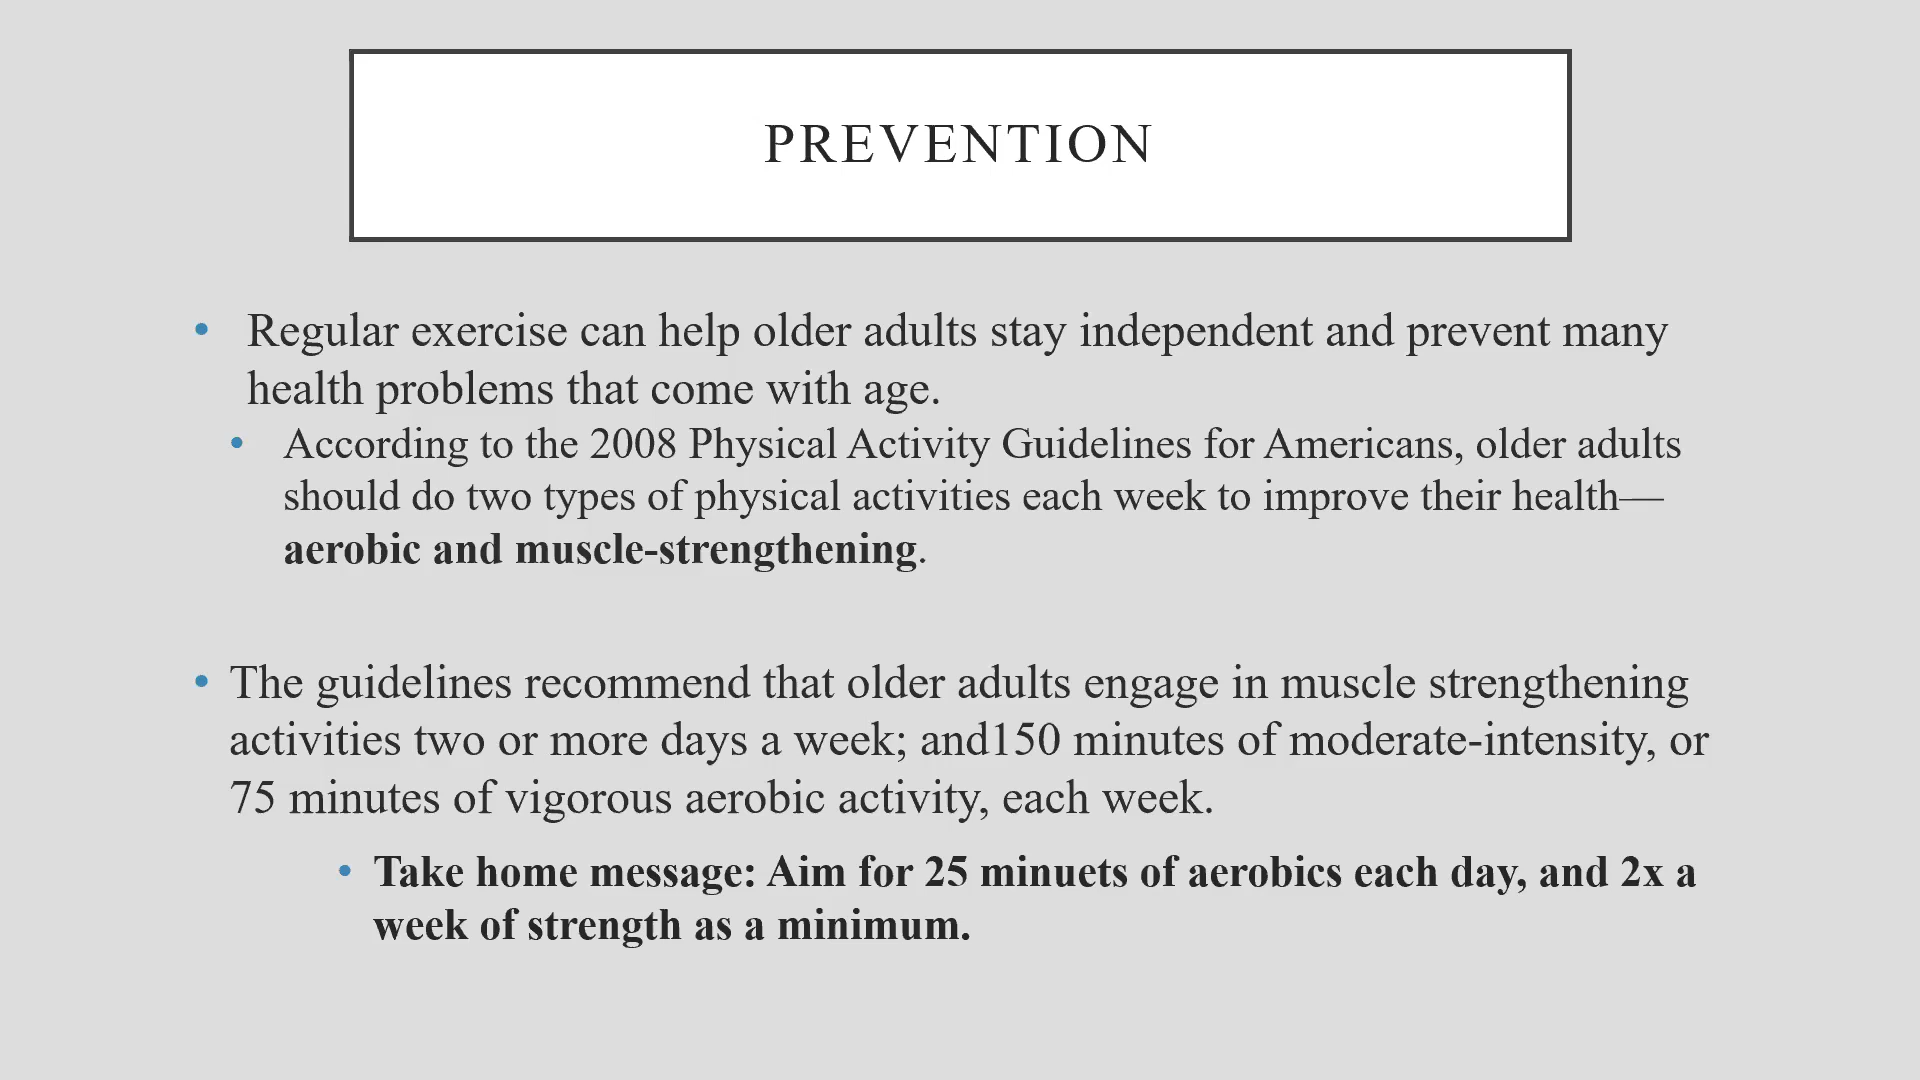 PREVENTION
• Regular exercise can help older adults stay independent and prevent many
health problems that come with age.
• According to the 2008 Physical Activity Guidelines for Americans, older adults
should do two types of physical activities each week to improve their health—
aerobic and muscle-strengthening.
• The guidelines recommend that older adults engage in muscle strengthening
activities two or more days a week; and150 minutes of moderate-intensity, or
75 minutes of vigorous aerobic activity, each week.
• Take home message: Aim for 25 minuets of aerobics each day, and 2x a
week of strength as a minimum.